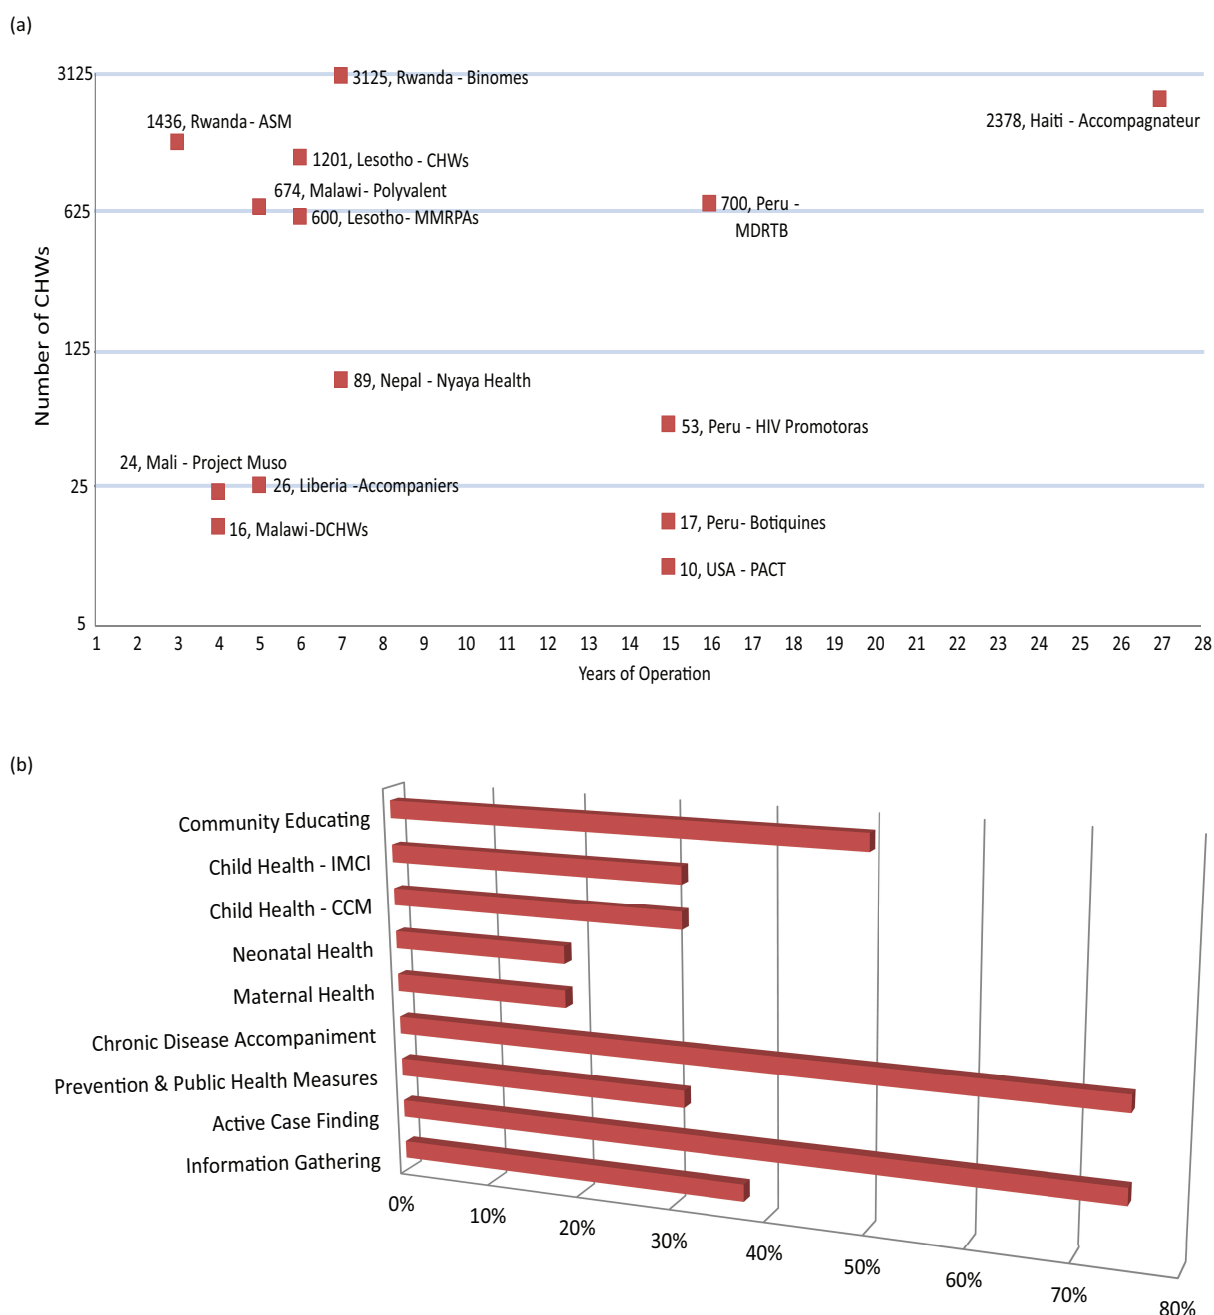 (a)
3125
3125, Rwanda - Binomes
2378, Haiti - Accompagnateur
1436, Rwanda - ASM
1201, Lesotho - CHWs
674, Malawi - Polyvalent
625
600, Lesotho - MMRPAs
700, Peru -
MDRTB
Number of CHWs
125
89, Nepal - Nyaya Health
53, Peru - HIV Promotoras
24, Mali - Project Muso
25
26, Liberia -Accompaniers
16, Malawi-DCHWs
17, Peru- Botiquines
10, USA - PACT
5
1 2 3 4 5 6 7 8 9 10 11 12 13 14 15 16 17 18 19 20 21 22 23 24 25 26 27 28
Years of Operation
(b)
Community Educating
Child Health - IMCI
Child Health - CCM
Neonatal Health
Maternal Health
Chronic Disease Accompaniment
Prevention & Public Health Measures
Active Case Finding
Information Gathering
0% 10% 20% 30% 40% 50% 60% 70% 80%